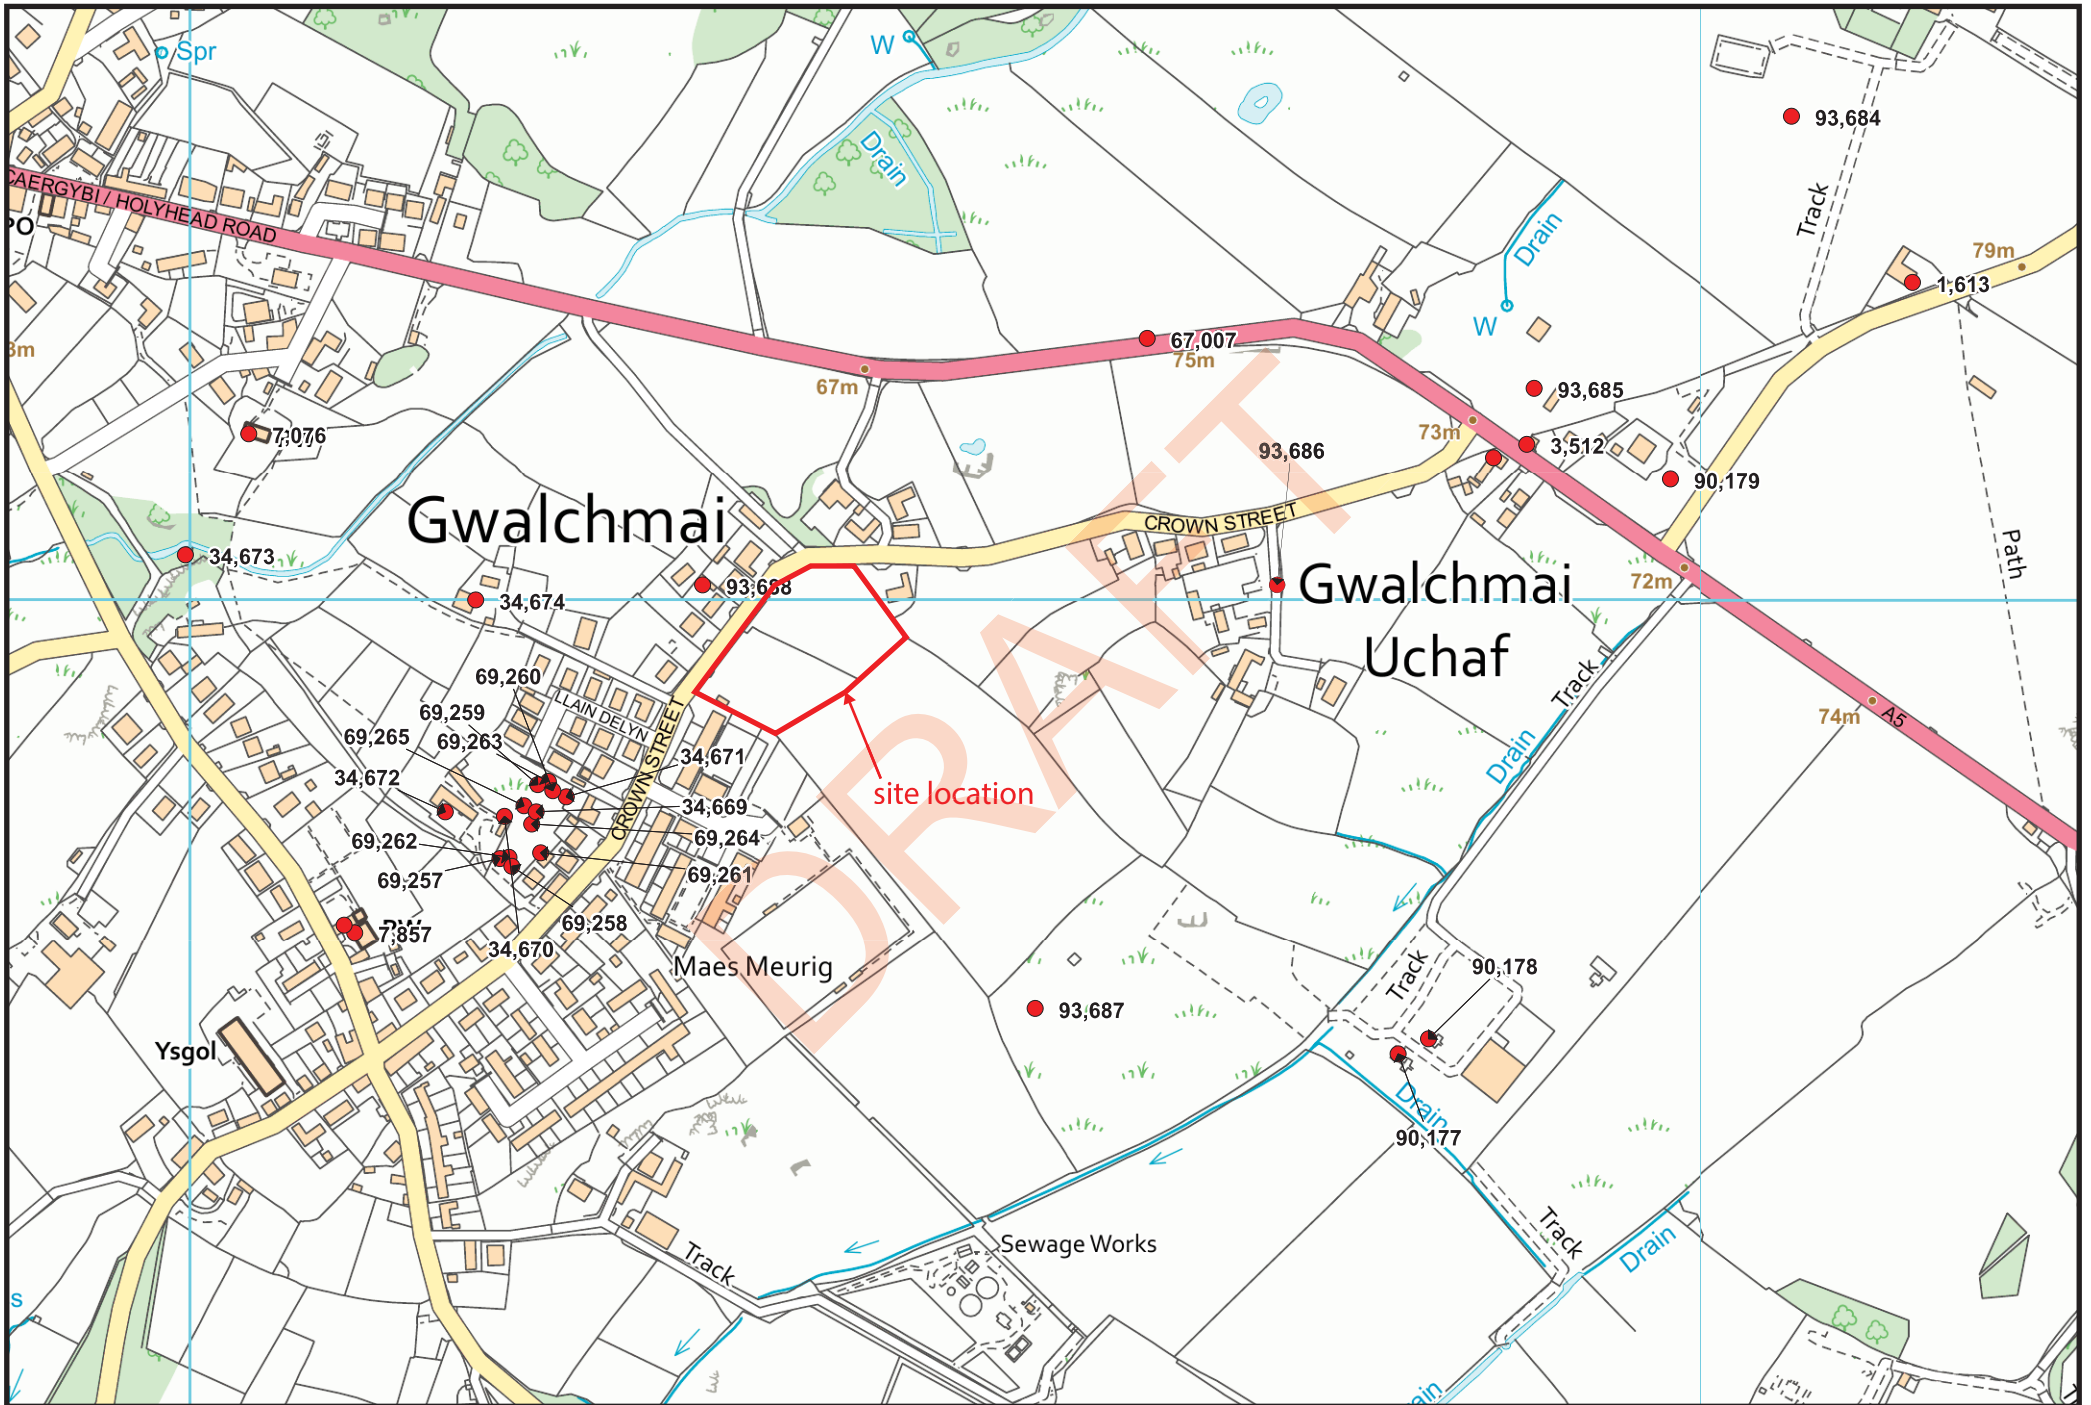 Spr
W
Drain
93,684
Track
CAERGYBI / HOLYHEAD ROAD
PO
Drain
79m
1,613
W
67,007
75m
67m
93,685
73m
3,512
93,686
90,179
7,076
Gwalchmai
CROWN STREET
34,673
Path
72m
Gwalchmai
Uchaf
93,688
34,674
69,260
LLAIN DELYN
Track
A5
74m
69,259
69,265
69,263
34,671
34,672
CROWN STREET
site location
Drain
34,669
69,264
69,262
69,261
69,257
69,258
7,857
34,670
Maes Meurig
Track
90,178
93,687
Ysgol
Drain
90,177
Track
Sewage Works
Track
Drain
DRAFT